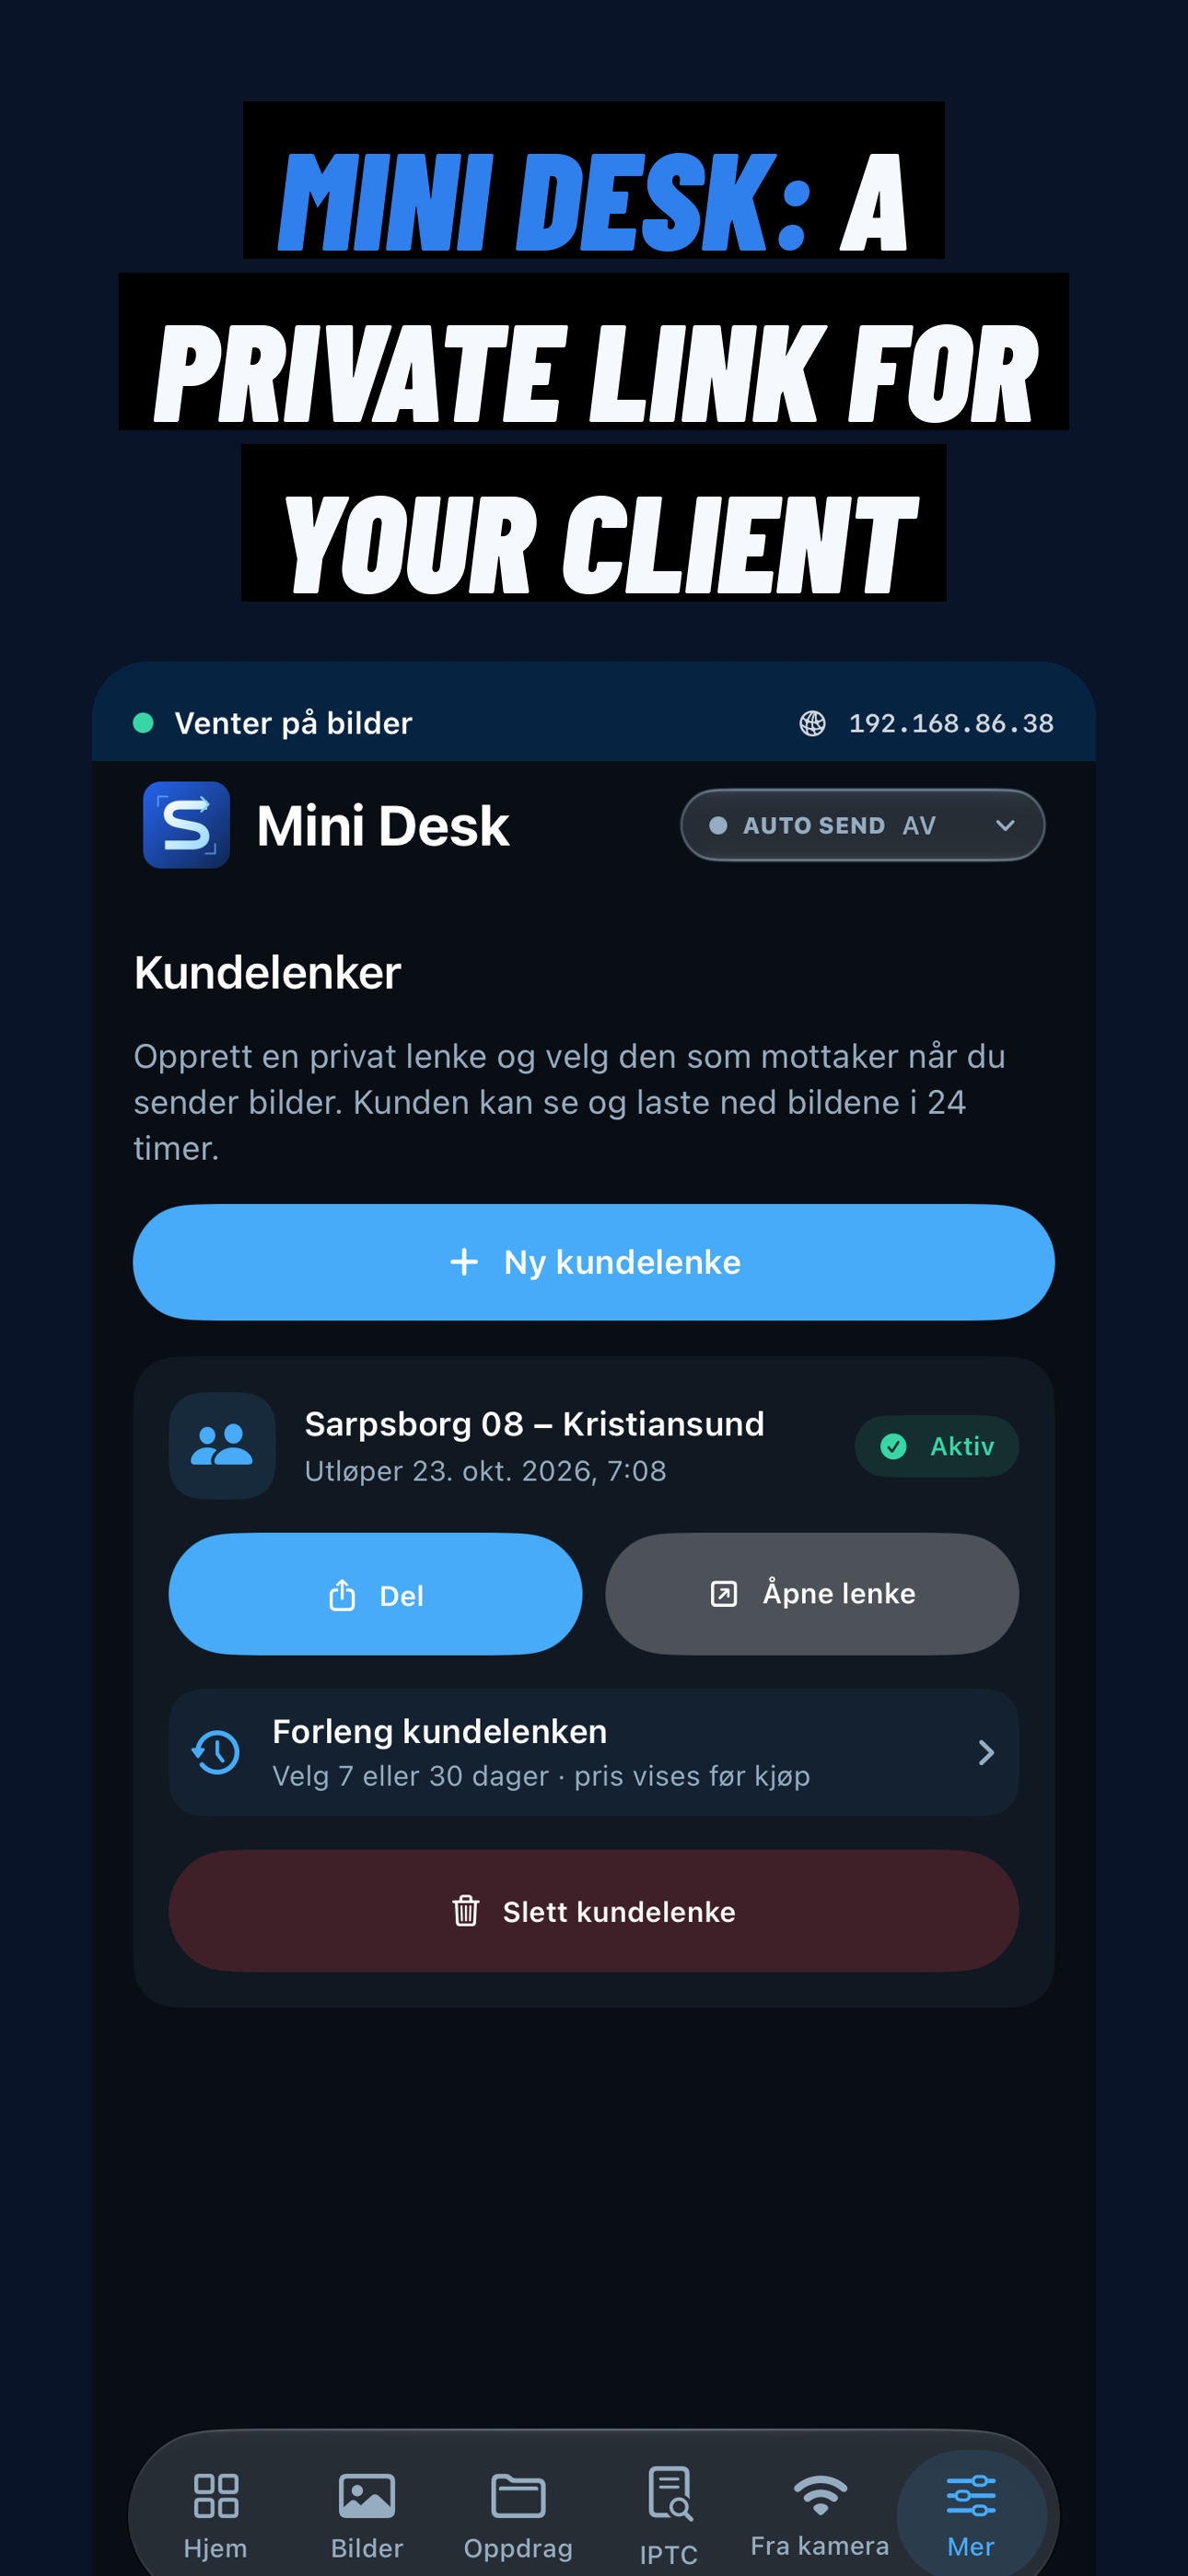 MINI DESK: A
PRIVATE LINK FOR
YOUR CLIENT
Venter på bilder
192.168.86.38
Mini Desk
AUTO SEND AV
Kundelenker
Opprett en privat lenke og velg den som mottaker når du
sender bilder. Kunden kan se og laste ned bildene i 24
timer.
+ Ny kundelenke
Sarpsborg 08 – Kristiansund
Utløper 23. okt. 2026, 7:08
Aktiv
Del
Åpne lenke
Forleng kundelenken
Velg 7 eller 30 dager · pris vises før kjøp
Slett kundelenke
Hjem
Bilder
Oppdrag
IPTC
Fra kamera
Mer